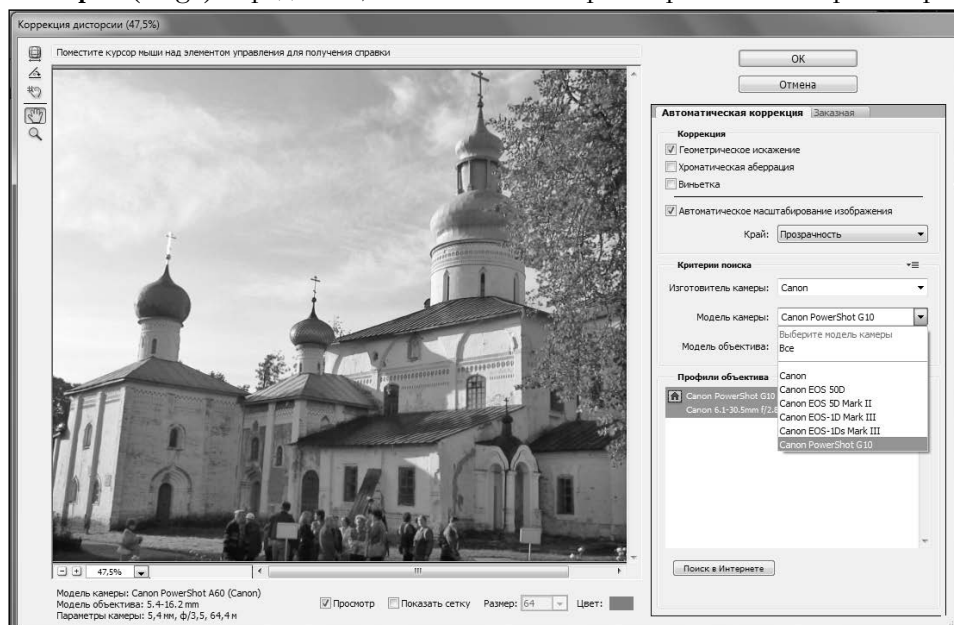 Коррекция дисторсии (47,5%)
Поместите курсор мыши над элементом управления для получения справки
OK
Отмена
Автоматическая коррекция Заказная
Коррекция
Геометрическое искажение
Хроматическая аберрация
Виньетка
Автоматическое масштабирование изображения
Край: Прозрачность
Критерии поиска
Изготовитель камеры: Canon
Модель камеры: Canon PowerShot G10
Выберите модель камеры
Модель объектива: Все
Canon
Canon EOS 50D
Canon EOS 5D Mark II
Canon EOS-1D Mark III
Canon EOS-1Ds Mark III
Canon PowerShot G10
Профили объектива
Canon PowerShot G10
Canon 6.1-30.5mm
Поиск в Интернете
47,5%
Модель камеры: Canon PowerShot A60 (Canon)
Модель объектива: 5.4-16.2 mm
Параметры камеры: 5,4 мм, ф/3,5, 64,4 м
Просмотр Показать сетку Размер: 64 Цвет: